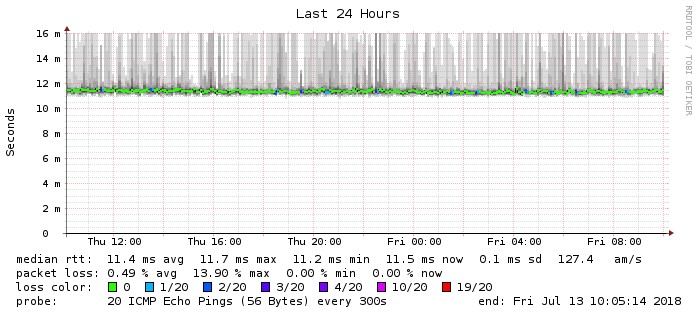 Last 24 Hours
RRDTOOL / TOBI OETIKER
Seconds
16 m
14 m
12 m
10 m
8 m
6 m
4 m
2 m
0
Thu 12:00 Thu 16:00 Thu 20:00 Fri 00:00 Fri 04:00 Fri 08:00
median rtt: 11.4 ms avg 11.7 ms max 11.2 ms min 11.5 ms now 0.1 ms sd 127.4 am/s
packet loss: 0.49 % avg 13.90 % max 0.00 % min 0.00 % now
loss color: 0 1/20 2/20 3/20 4/20 10/20 19/20
probe: 20 ICMP Echo Pings (56 Bytes) every 300s end: Fri Jul 13 10:05:14 2018